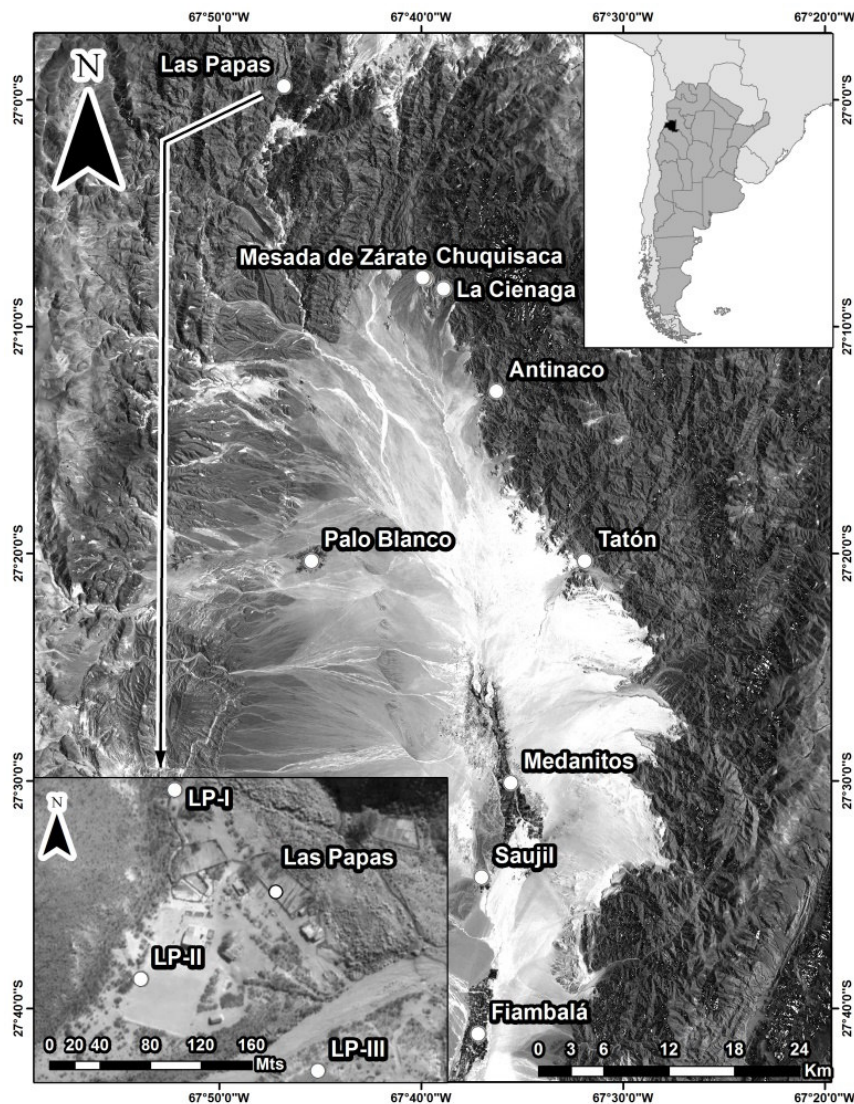 67°50'0"W 67°40'0"W 67°30'0"W 67°20'0"W
N
Las Papas
27°0'0"S 27°0'0"S
Mesada de Zárate Chuquisaca
La Cienaga
27°10'0"S 27°10'0"S
Antinaco
Palo Blanco Tatón
27°20'0"S 27°20'0"S
Medanitos
27°30'0"S 27°30'0"S
Saujil
Fiambalá
27°40'0"S 27°40'0"S
0 3 6 12 18 24
Km
N
LP-I
Las Papas
LP-II
0 20 40 80 120 160
Mts
LP-III
67°50'0"W 67°40'0"W 67°30'0"W 67°20'0"W